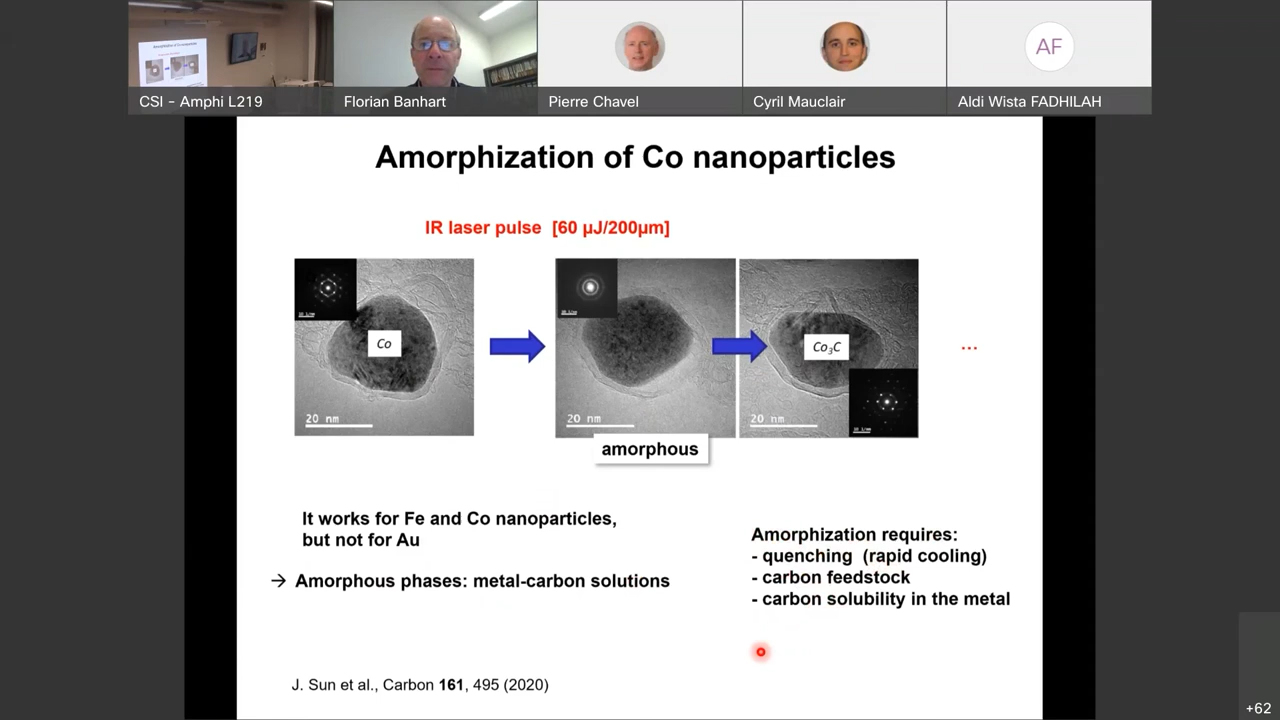 CSI - Amphi L219
Florian Banhart
Pierre Chavel
Cyril Mauclair
AF
Aldi Wista FADHILAH
Amorphization of Co nanoparticles
IR laser pulse [60 µJ/200µm]
Co
20 nm
20 nm
amorphous
Co₃C
20 nm
...
It works for Fe and Co nanoparticles,
but not for Au
→ Amorphous phases: metal-carbon solutions
Amorphization requires:
- quenching (rapid cooling)
- carbon feedstock
- carbon solubility in the metal
J. Sun et al., Carbon 161, 495 (2020)
+62